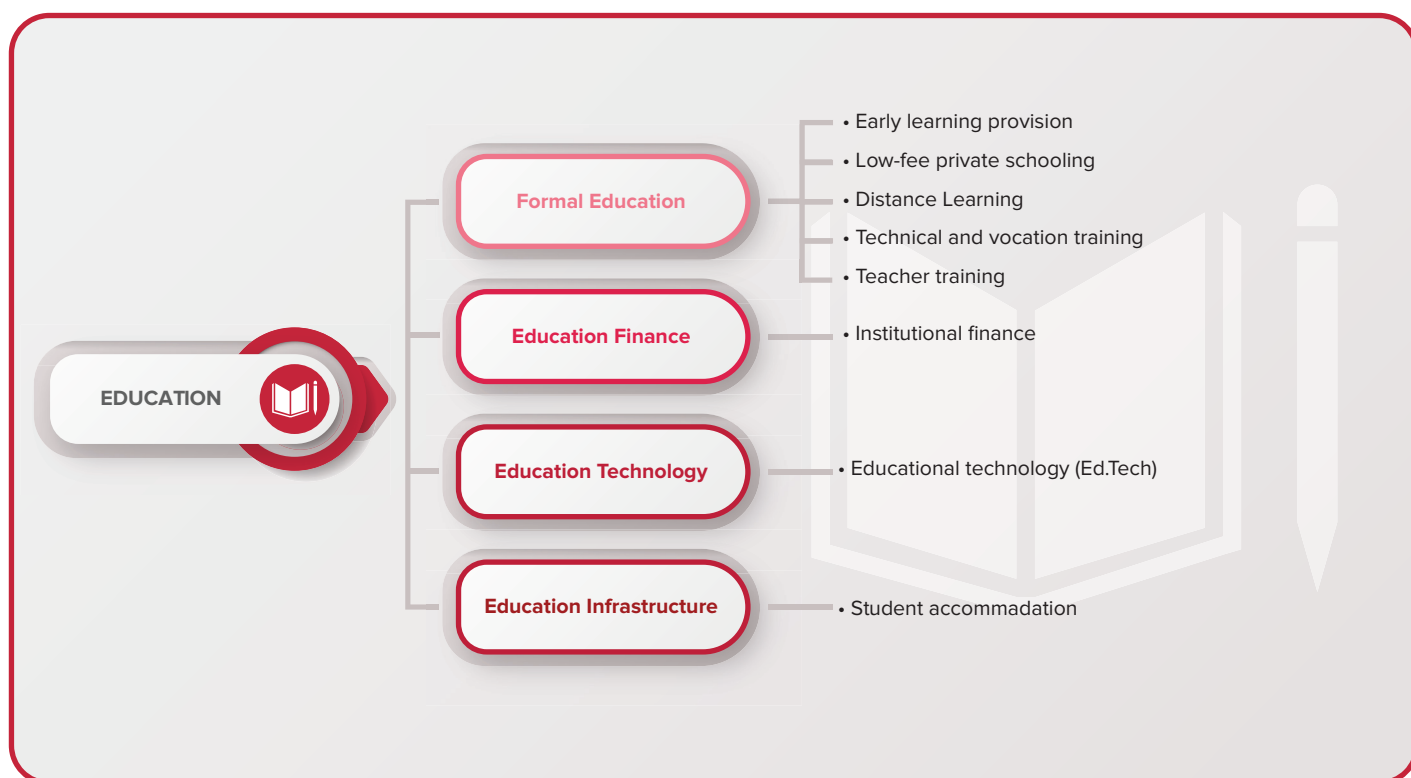 EDUCATION
Formal Education
• Early learning provision
• Low-fee private schooling
• Distance Learning
• Technical and vocation training
• Teacher training
Education Finance
• Institutional finance
Education Technology
• Educational technology (Ed.Tech)
Education Infrastructure
• Student accommadation